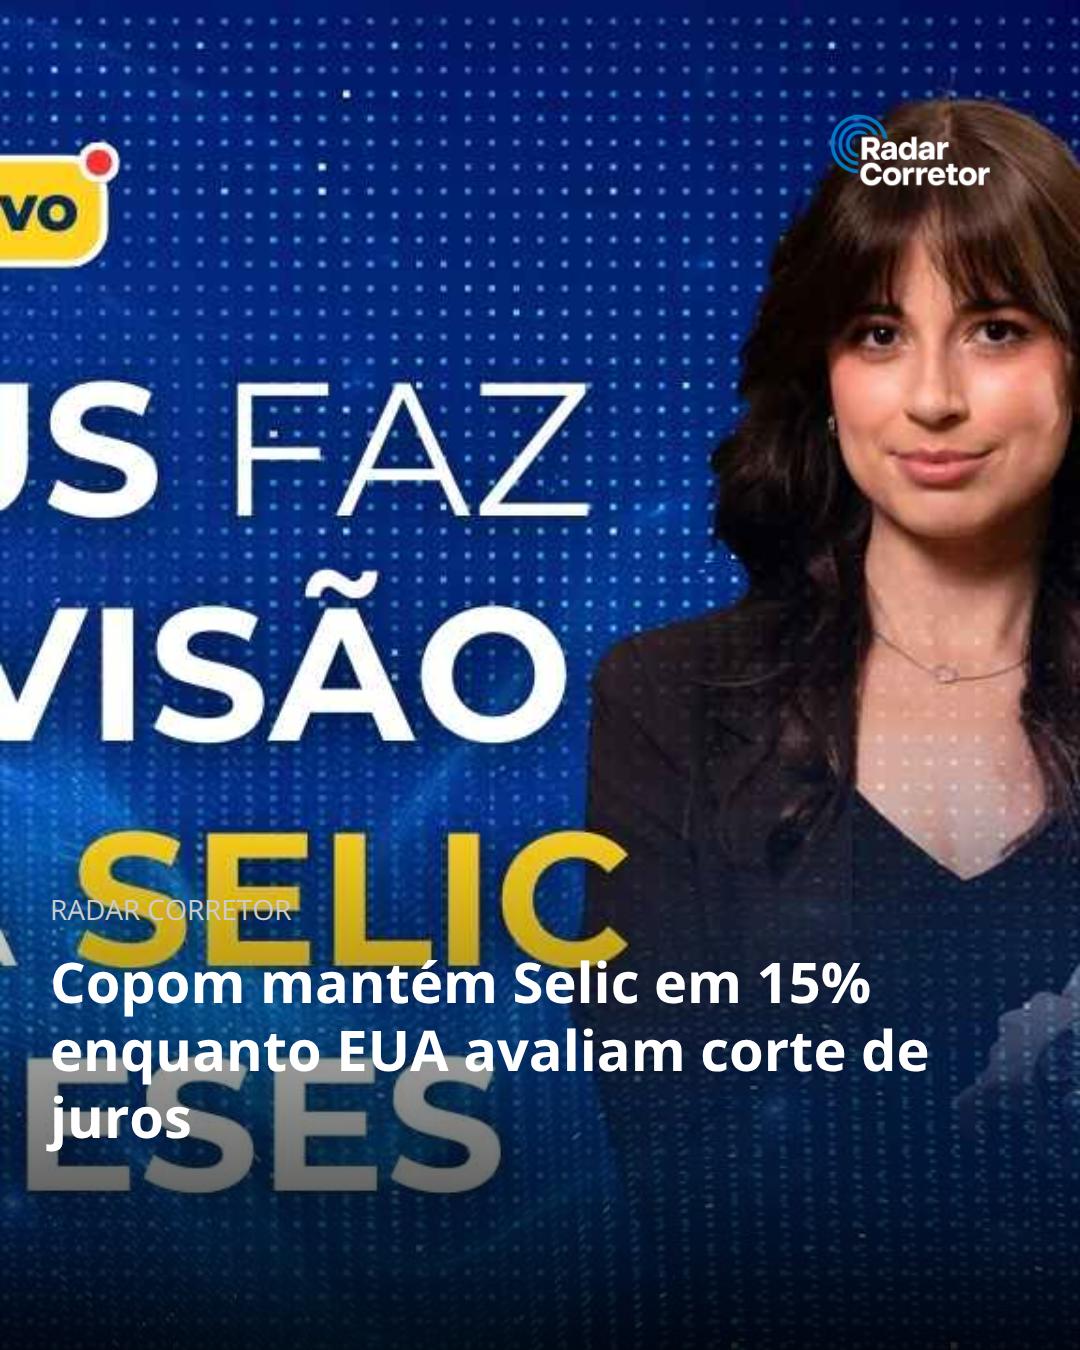 Radar
Corretor
vo
US FAZ
VISÃO
A SELIC
RADAR CORRETOR
Copom mantém Selic em 15%
enquanto EUA avaliam corte de
juros
ESES